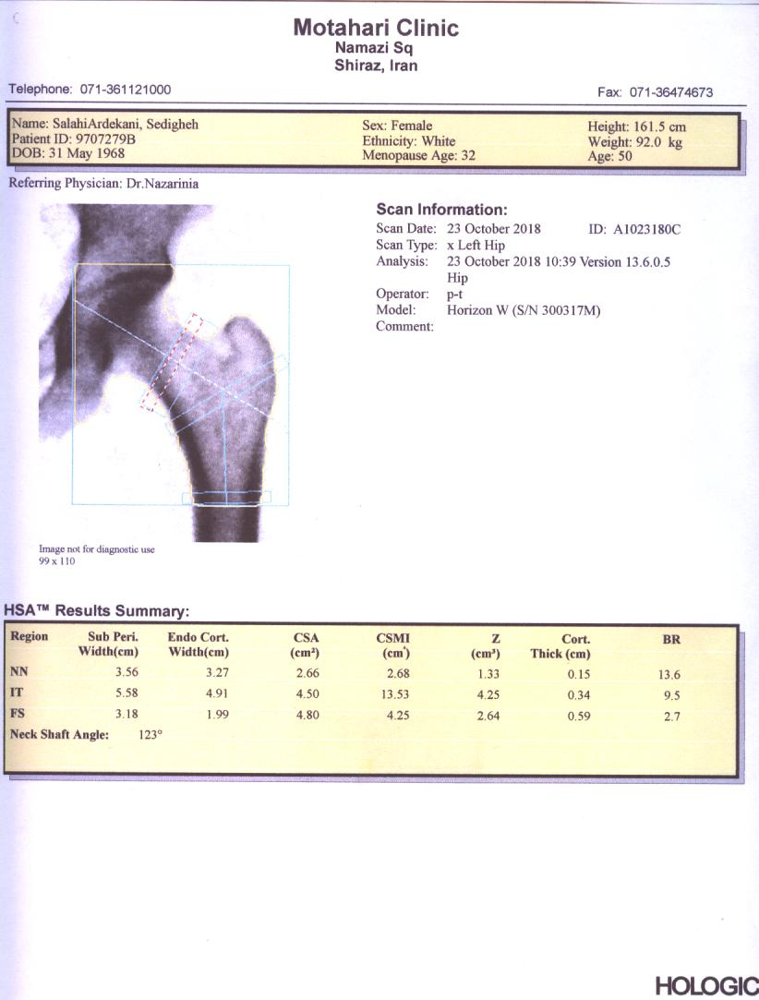 Motahari Clinic
Namazi Sq
Shiraz, Iran
Telephone: 071-361121000 Fax: 071-36474673
Name: SalahiArdekani, Sedigheh Sex: Female Height: 161.5 cm
Patient ID: 9707279B Ethnicity: White Weight: 92.0 kg
DOB: 31 May 1968 Menopause Age: 32 Age: 50
Referring Physician: Dr.Nazarinia
Scan Information:
Scan Date: 23 October 2018 ID: A1023180C
Scan Type: x Left Hip
Analysis: 23 October 2018 10:39 Version 13.6.0.5
Hip
Operator: p-t
Model: Horizon W (S/N 300317M)
Comment:
Image not for diagnostic use
99 x 110
HSA™ Results Summary:
Region Sub Peri. Endo Cort. CSA CSMI Z Cort. BR
Width(cm) Width(cm) (cm²) (cm⁴) (cm³) Thick (cm)
NN 3.56 3.27 2.66 2.68 1.33 0.15 13.6
IT 5.58 4.91 4.50 13.53 4.25 0.34 9.5
FS 3.18 1.99 4.80 4.25 2.64 0.59 2.7
Neck Shaft Angle: 123°
HOLOGIC